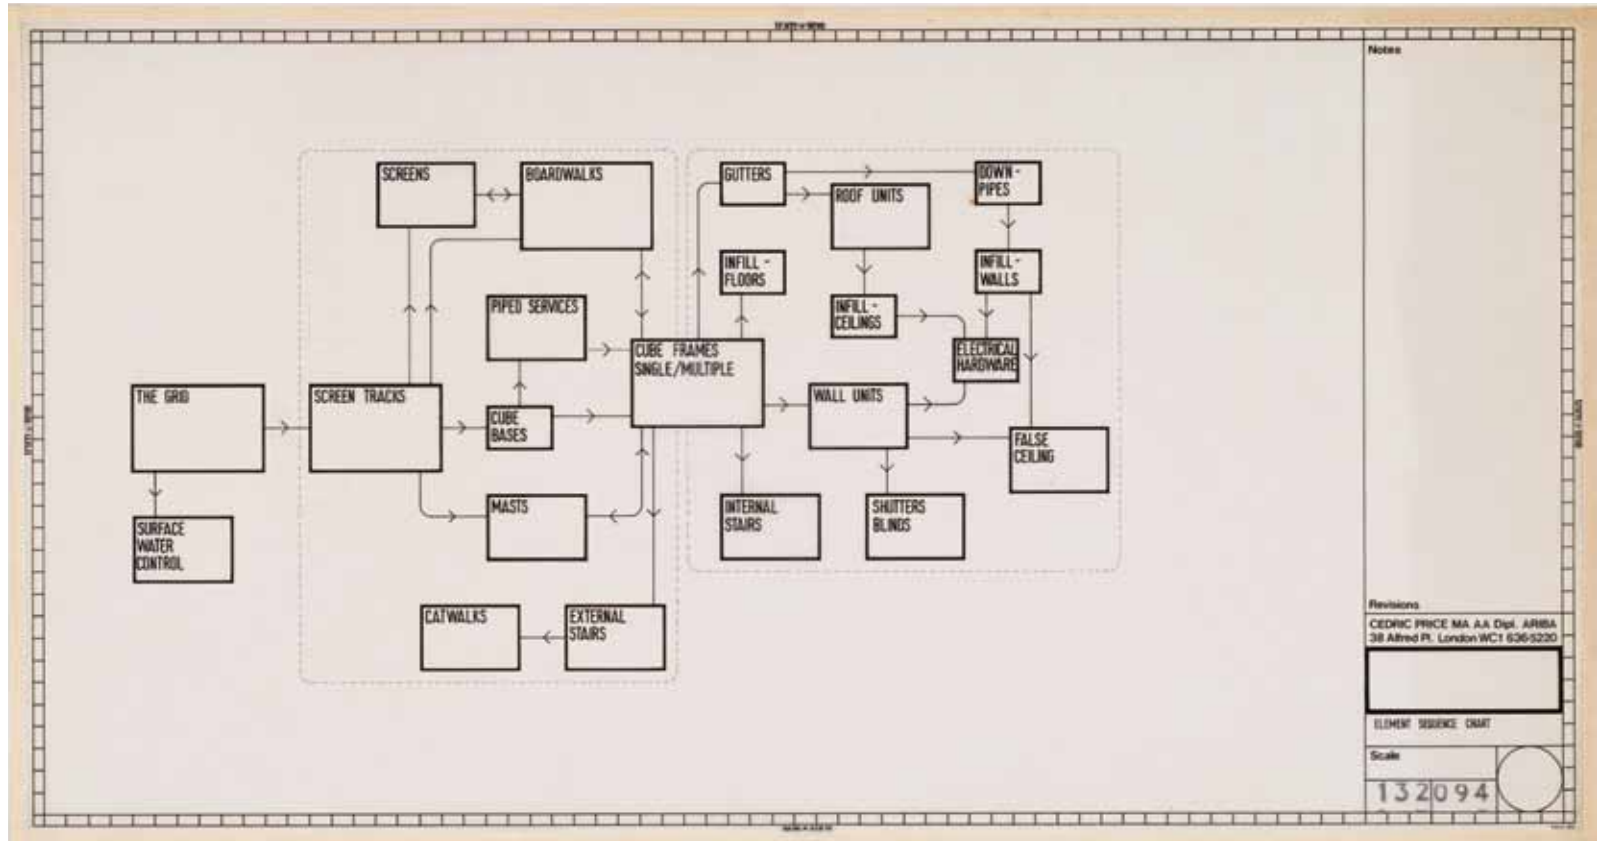 Notes
SCREENS
BOARDWALKS
GUTTERS
DOWN-
PIPES
ROOF UNITS
INFILL -
FLOORS
INFILL -
WALLS
PIPED SERVICES
INFILL -
CEILINGS
CUBE FRAMES
SINGLE/MULTIPLE
ELECTRICAL
HARDWARE
THE GRID
SCREEN TRACKS
CUBE
BASES
WALL UNITS
FALSE
CEILING
MASTS
INTERNAL
STAIRS
SHUTTERS
BLINDS
SURFACE
WATER
CONTROL
CATWALKS
EXTERNAL
STAIRS
Revisions
CEDRIC PRICE MA AA Dipl. ARIBA
38 Alfred Pl. London WC1 636-5220
ELEMENT SEQUENCE CHART
Scale
132094